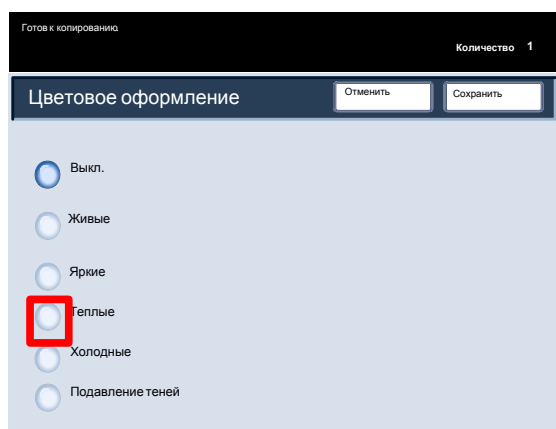 Готов к копированию.
Количество 1
Цветовое оформление
Отменить
Сохранить
Выкл.
Живые
Яркие
Теплые
Холодные
Подавление теней